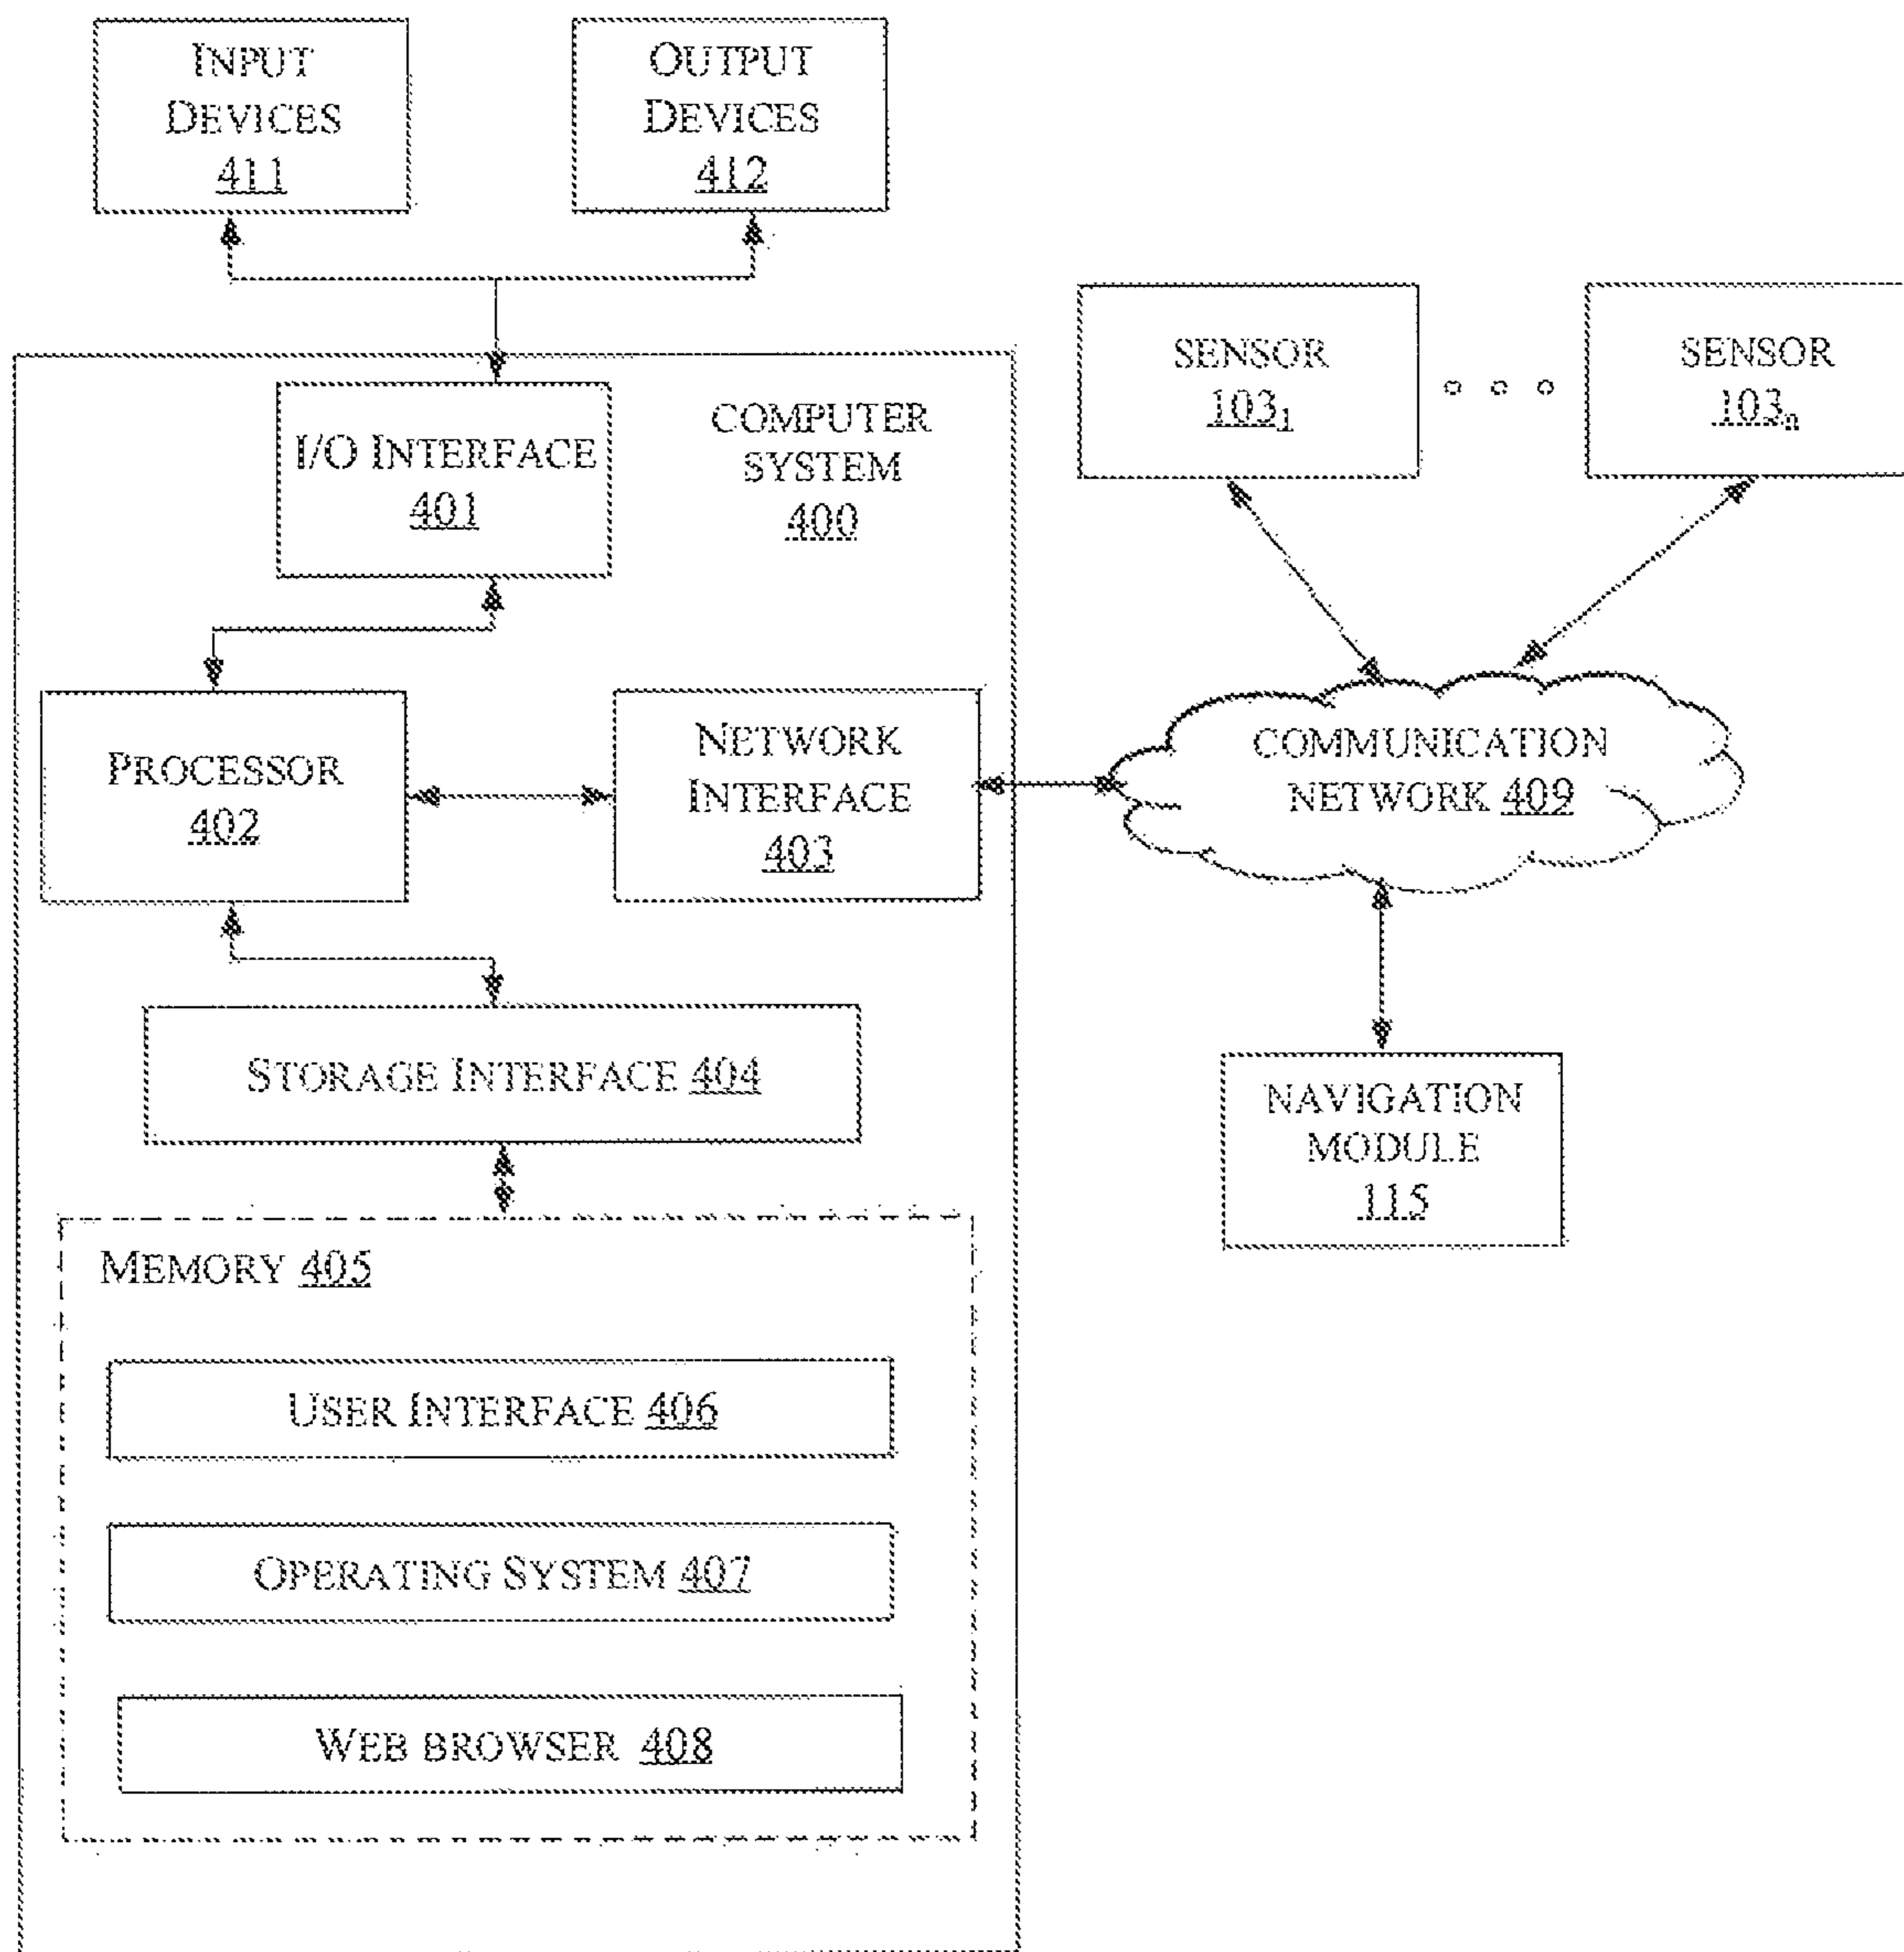 INPUT
DEVICES
411
OUTPUT
DEVICES
412
I/O INTERFACE
401
COMPUTER
SYSTEM
400
SENSOR
103₁
SENSOR
103ₙ
PROCESSOR
402
NETWORK
INTERFACE
403
COMMUNICATION
NETWORK 409
STORAGE INTERFACE 404
NAVIGATION
MODULE
115
MEMORY 405
USER INTERFACE 406
OPERATING SYSTEM 407
WEB BROWSER 408